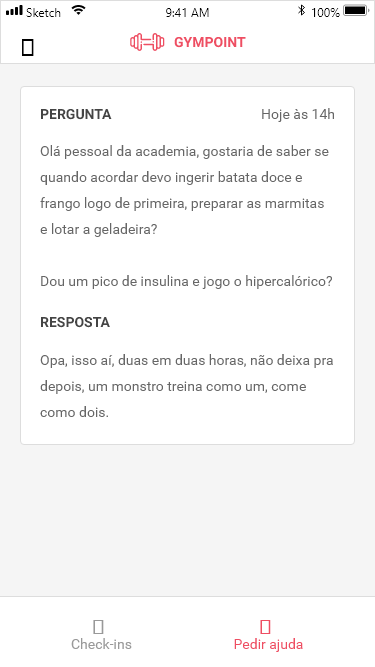 Sketch 9:41 AM 100%
GYMPOINT
PERGUNTA Hoje às 14h
Olá pessoal da academia, gostaria de saber se
quando acordar devo ingerir batata doce e
frango logo de primeira, preparar as marmitas
e lotar a geladeira?
Dou um pico de insulina e jogo o hipercalórico?
RESPOSTA
Opa, isso aí, duas em duas horas, não deixa pra
depois, um monstro treina como um, come
como dois.
Check-ins Pedir ajuda